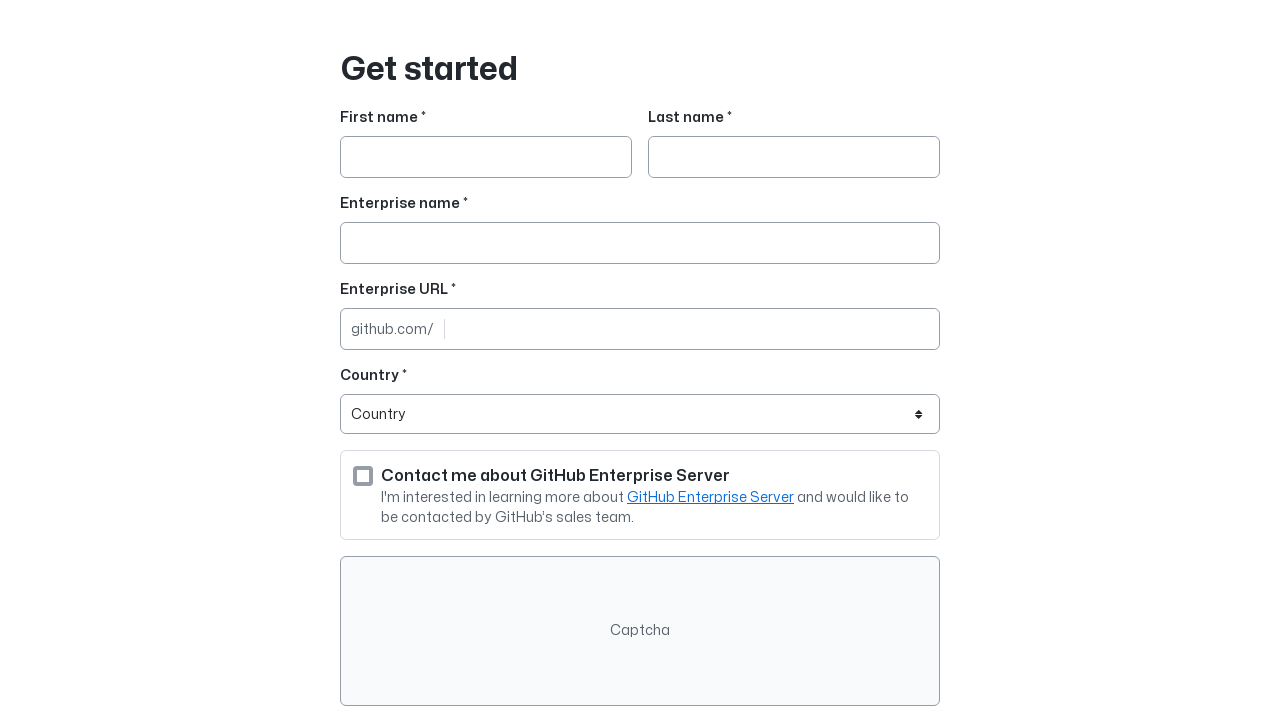 Get started
First name *
Last name *
Enterprise name *
Enterprise URL *
github.com/
Country *
Country
Contact me about GitHub Enterprise Server
I'm interested in learning more about GitHub Enterprise Server and would like to
be contacted by GitHub's sales team.
Captcha